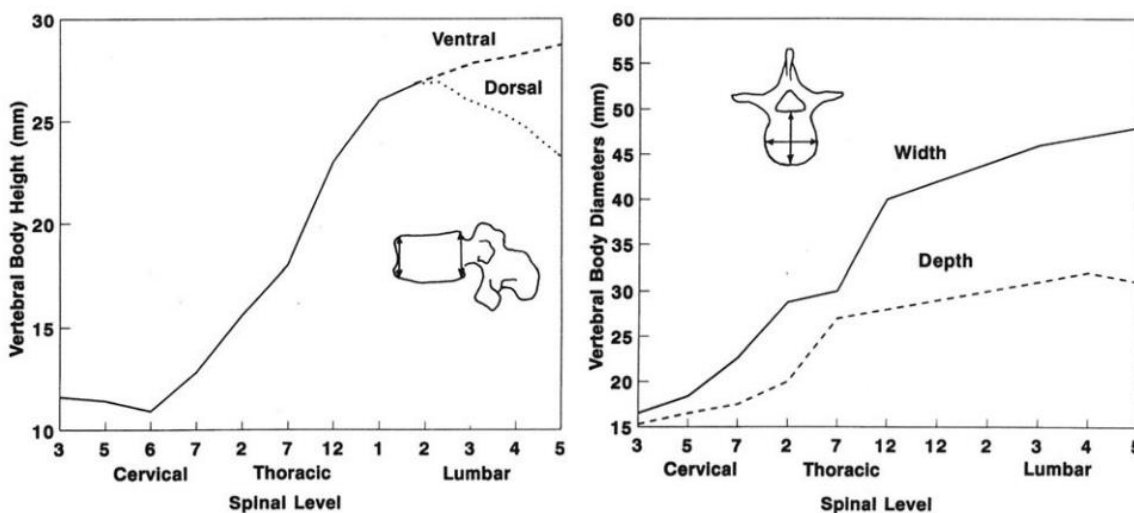 Vertebral Body Height (mm)
30
25
20
15
10
Ventral
Dorsal
3 5 6 7 2 7 12 1 2 3 4 5
Cervical Thoracic Lumbar
Spinal Level
Vertebral Body Diameters (mm)
60
55
50
45
40
35
30
25
20
15
Width
Depth
3 5 7 2 7 12 12 2 3 4 5
Cervical Thoracic Lumbar
Spinal Level